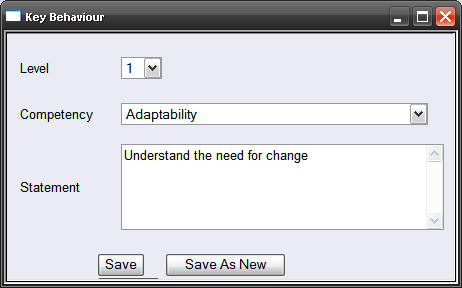 Key Behaviour
Level 1
Competency Adaptability
Statement Understand the need for change
Save Save As New